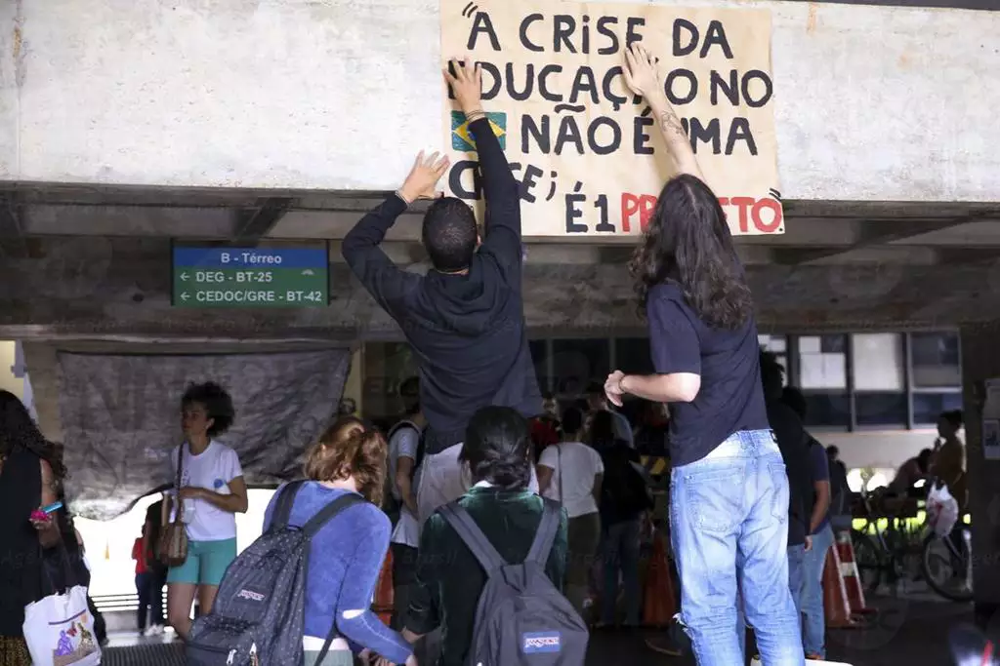 "A CRISE DA
EDUCAÇÃO NO
NÃO É UMA
CRISE;
É 1 PROJETO"
B - Térreo
← DEG - BT-25
← CEDOC/GRE - BT-42
JANSPORT
JANSPORT